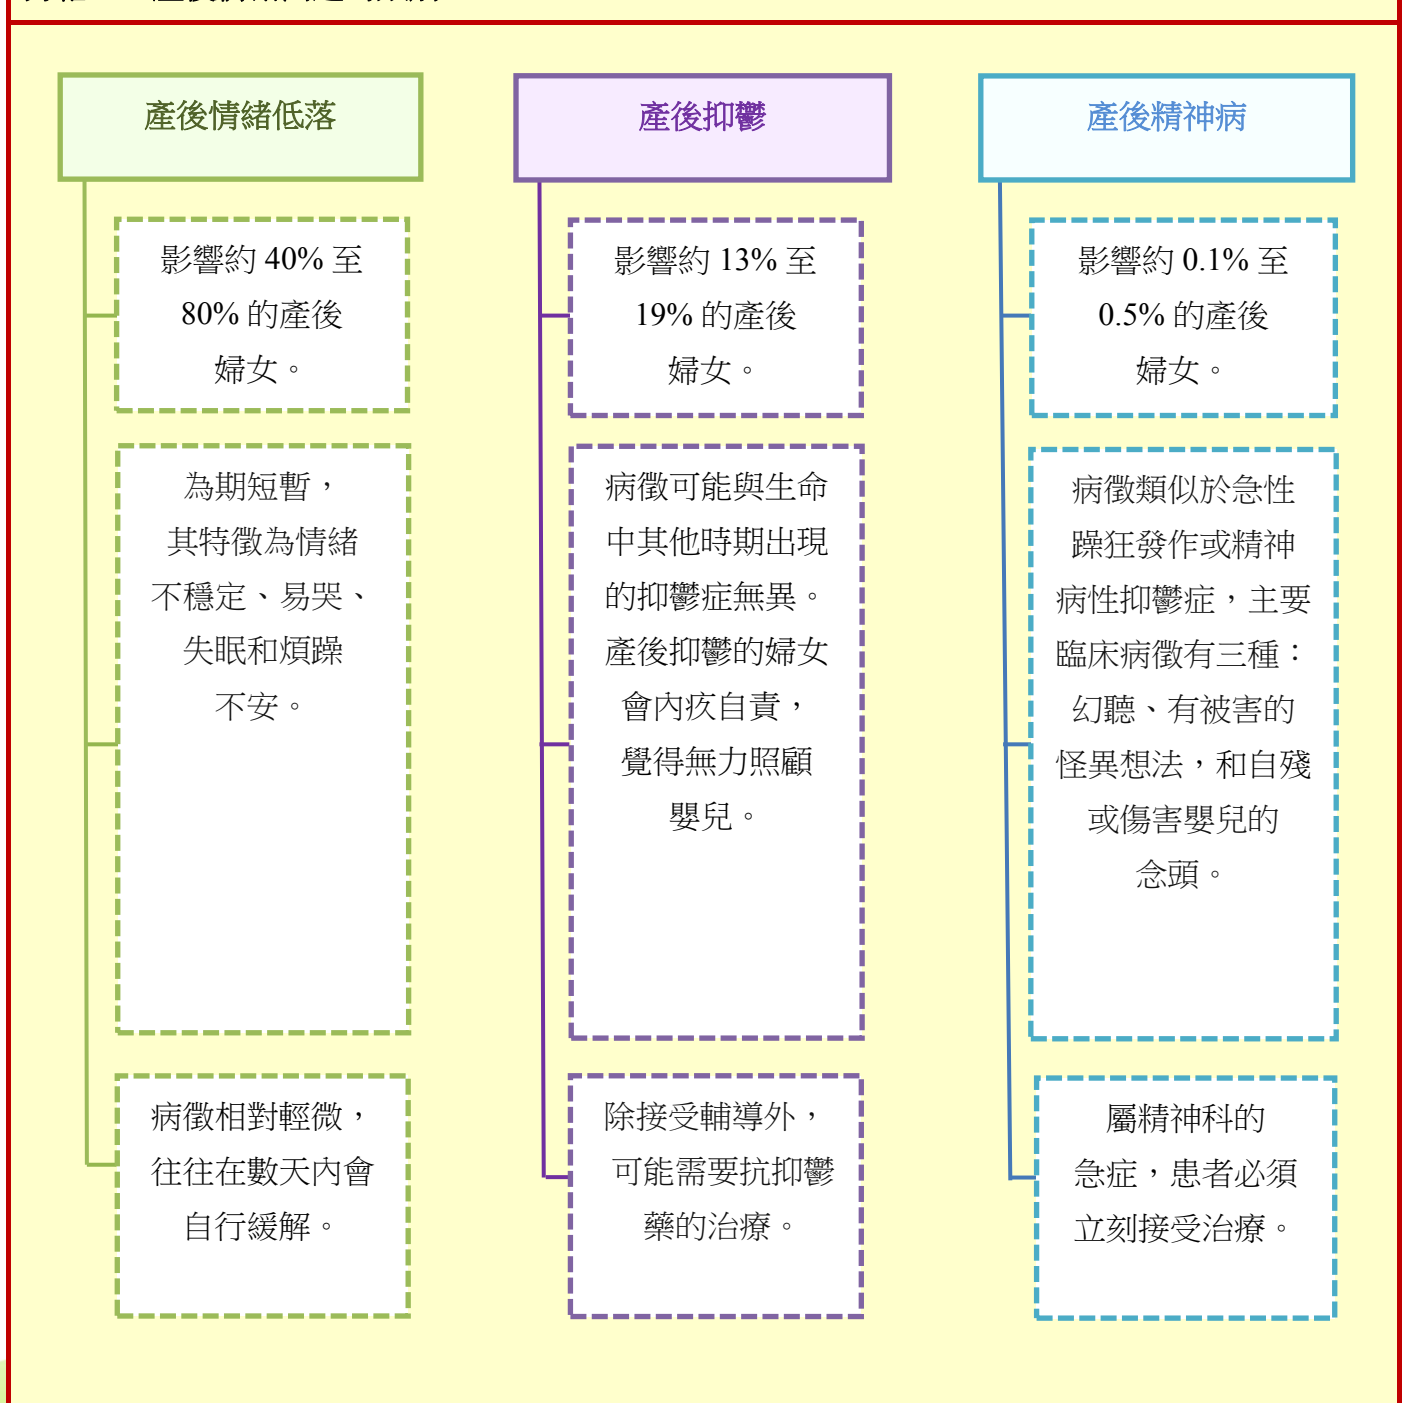 產後情緒低落
影響約 40% 至
80% 的產後
婦女。
為期短暫，
其特徵為情緒
不穩定、易哭、
失眠和煩躁
不安。
病徵相對輕微，
往往在數天內會
自行緩解。
產後抑鬱
影響約 13% 至
19% 的產後
婦女。
病徵可能與生命
中其他時期出現
的抑鬱症無異。
產後抑鬱的婦女
會內疚自責，
覺得無力照顧
嬰兒。
除接受輔導外，
可能需要抗抑鬱
藥的治療。
產後精神病
影響約 0.1% 至
0.5% 的產後
婦女。
病徵類似於急性
躁狂發作或精神
病性抑鬱症，主要
臨床病徵有三種：
幻聽、有被害的
怪異想法，和自殘
或傷害嬰兒的
念頭。
屬精神科的
急症，患者必須
立刻接受治療。